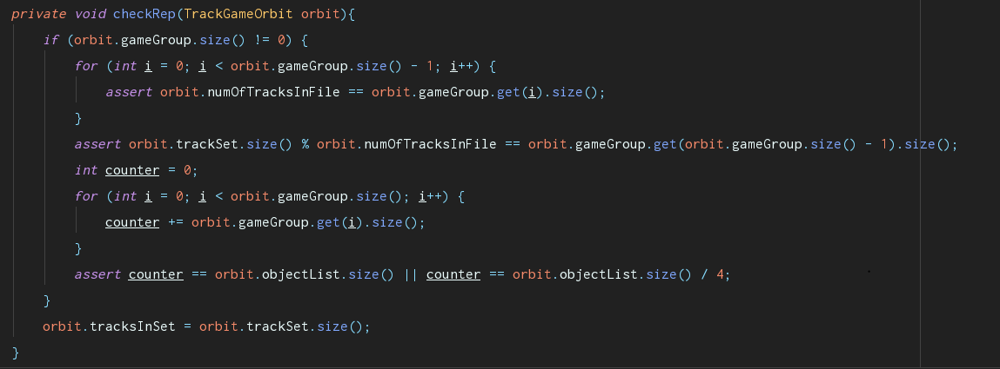 private void checkRep(TrackGameOrbit orbit){
    if (orbit.gameGroup.size() != 0) {
        for (int i = 0; i < orbit.gameGroup.size() - 1; i++) {
            assert orbit.numOfTracksInFile == orbit.gameGroup.get(i).size();
        }
        assert orbit.trackSet.size() % orbit.numOfTracksInFile == orbit.gameGroup.get(orbit.gameGroup.size() - 1).size();
        int counter = 0;
        for (int i = 0; i < orbit.gameGroup.size(); i++) {
            counter += orbit.gameGroup.get(i).size();
        }
        assert counter == orbit.objectList.size() || counter == orbit.objectList.size() / 4;
    }
    orbit.tracksInSet = orbit.trackSet.size();
}